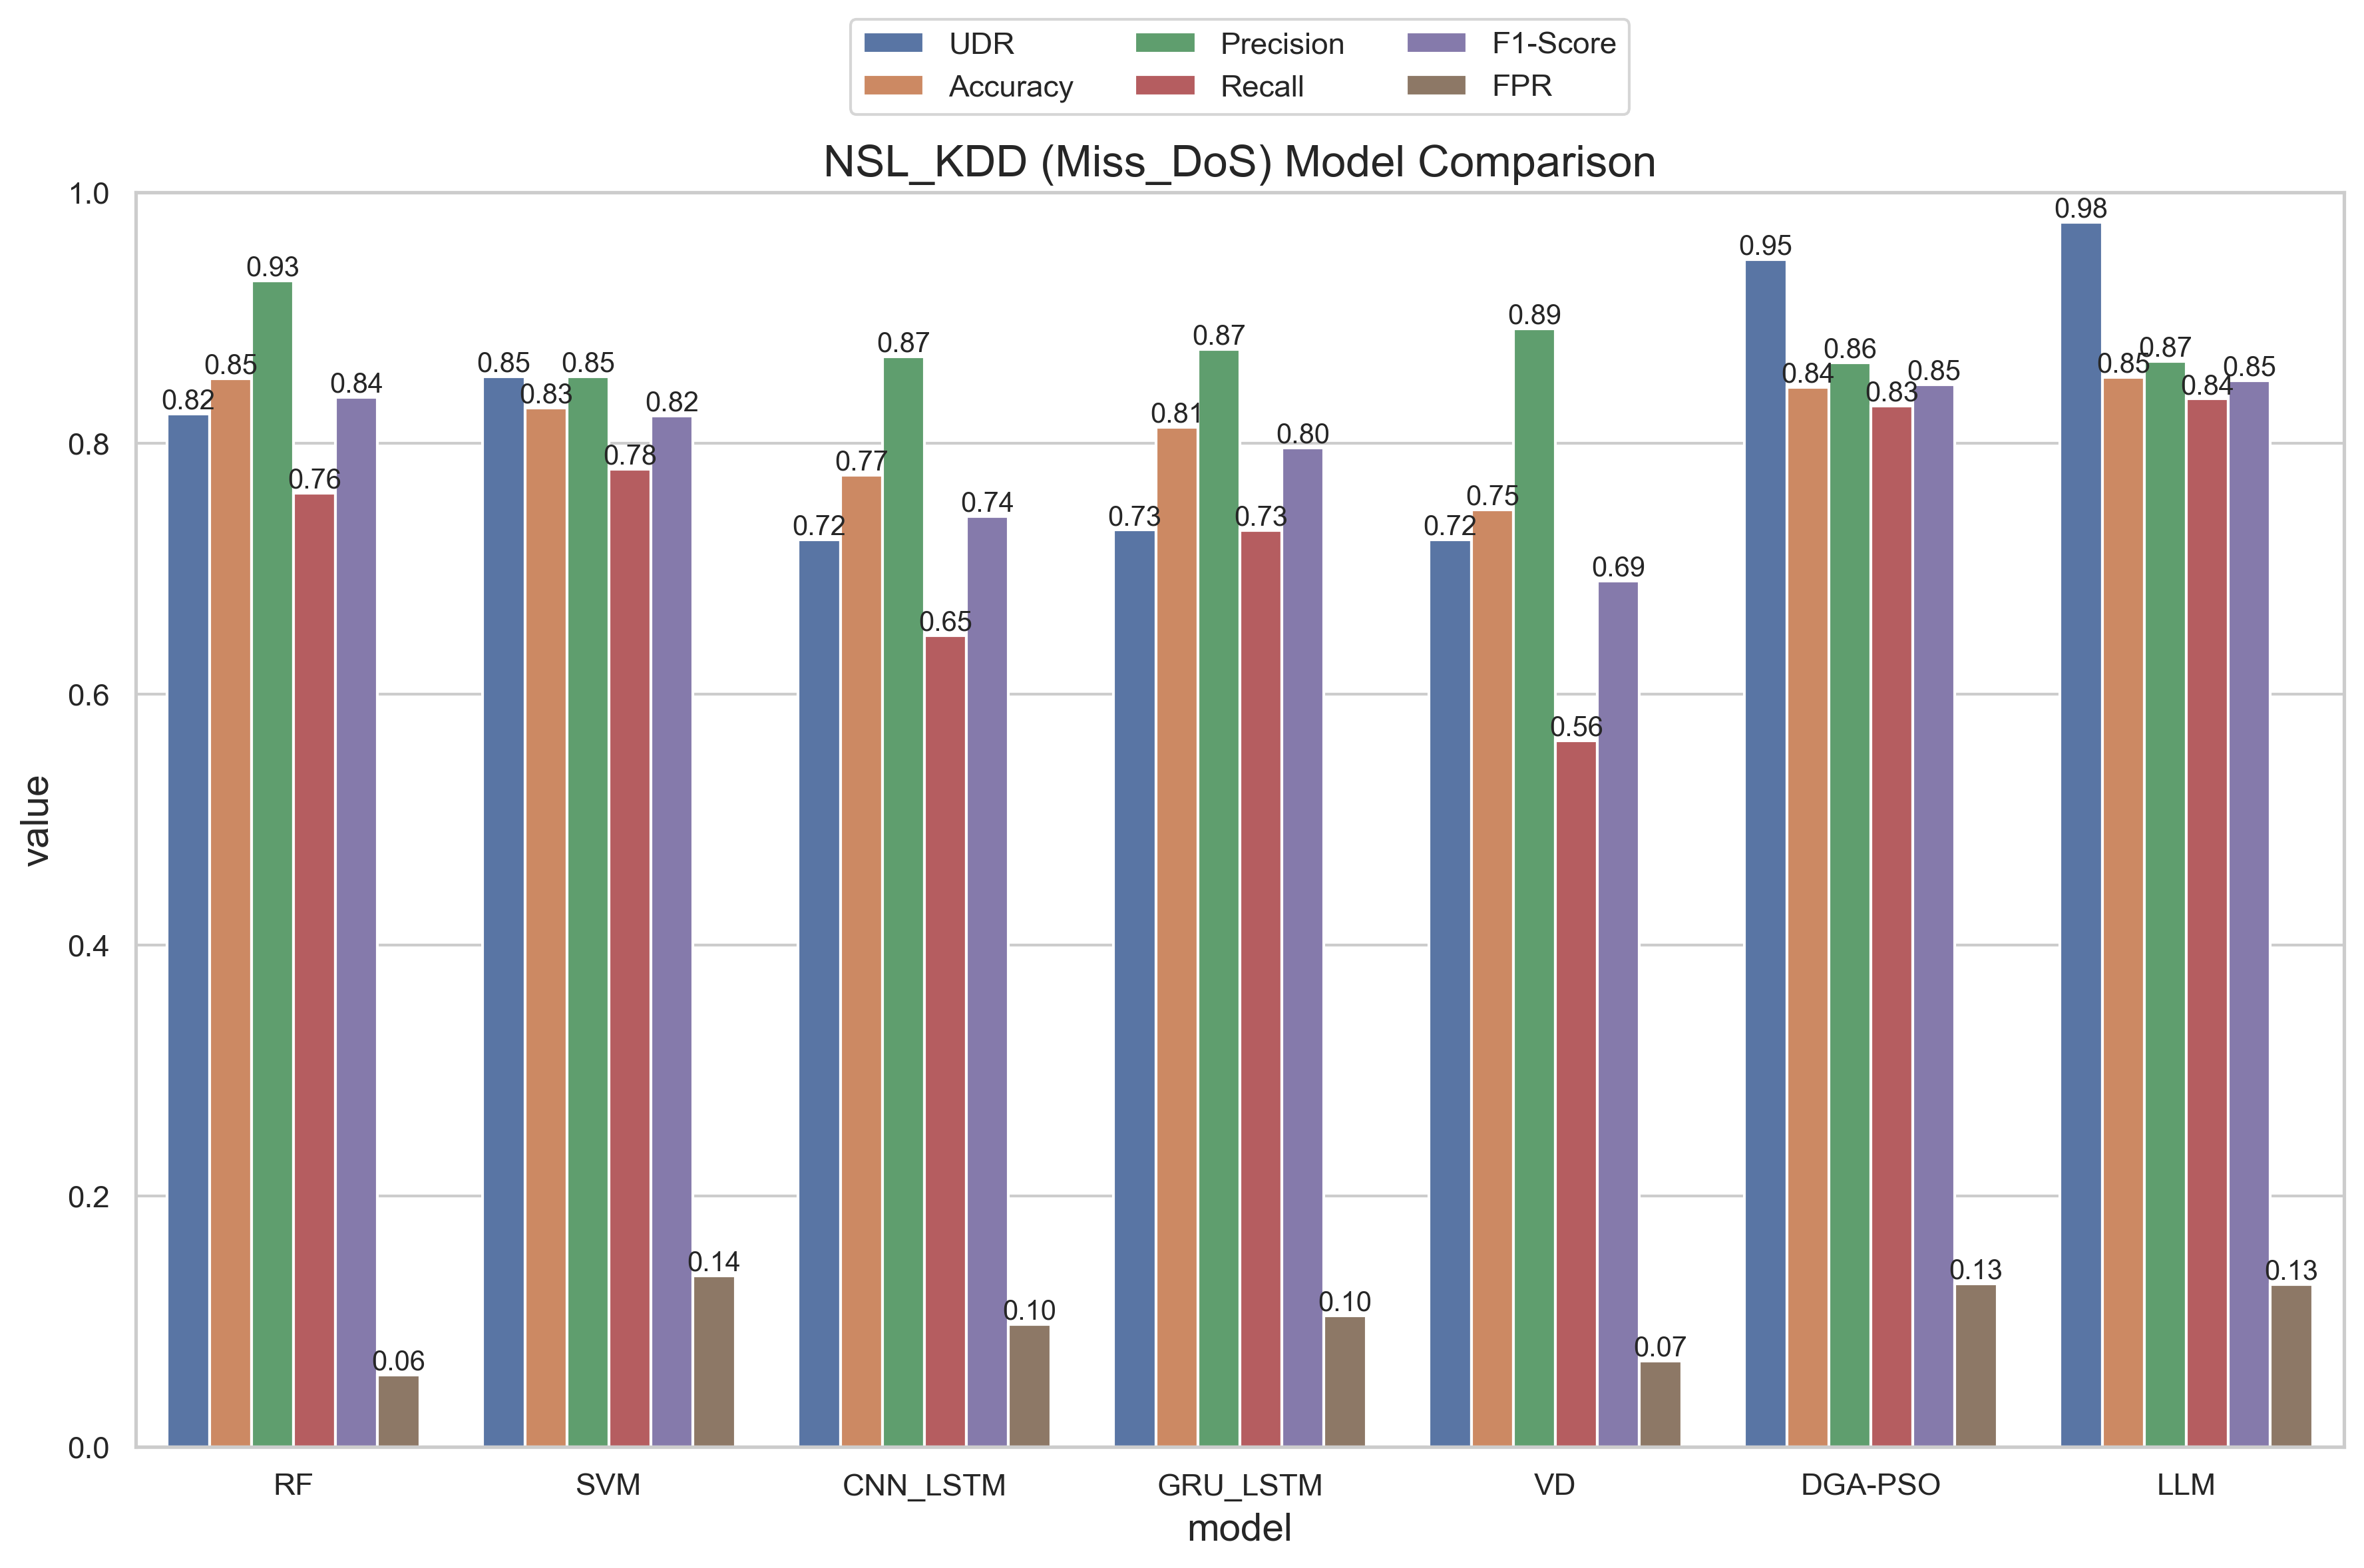 UDR Precision F1-Score
Accuracy Recall FPR
NSL_KDD (Miss_DoS) Model Comparison
1.0
0.8
0.6
0.4
0.2
0.0
value
0.82 0.85 0.93 0.76 0.84 0.06
0.85 0.83 0.85 0.78 0.82 0.14
0.72 0.77 0.87 0.65 0.74 0.10
0.73 0.81 0.87 0.73 0.80 0.10
0.72 0.75 0.89 0.56 0.69 0.07
0.95 0.84 0.86 0.83 0.85 0.13
0.98 0.85 0.87 0.84 0.85 0.13
RF SVM CNN_LSTM GRU_LSTM VD DGA-PSO LLM
model